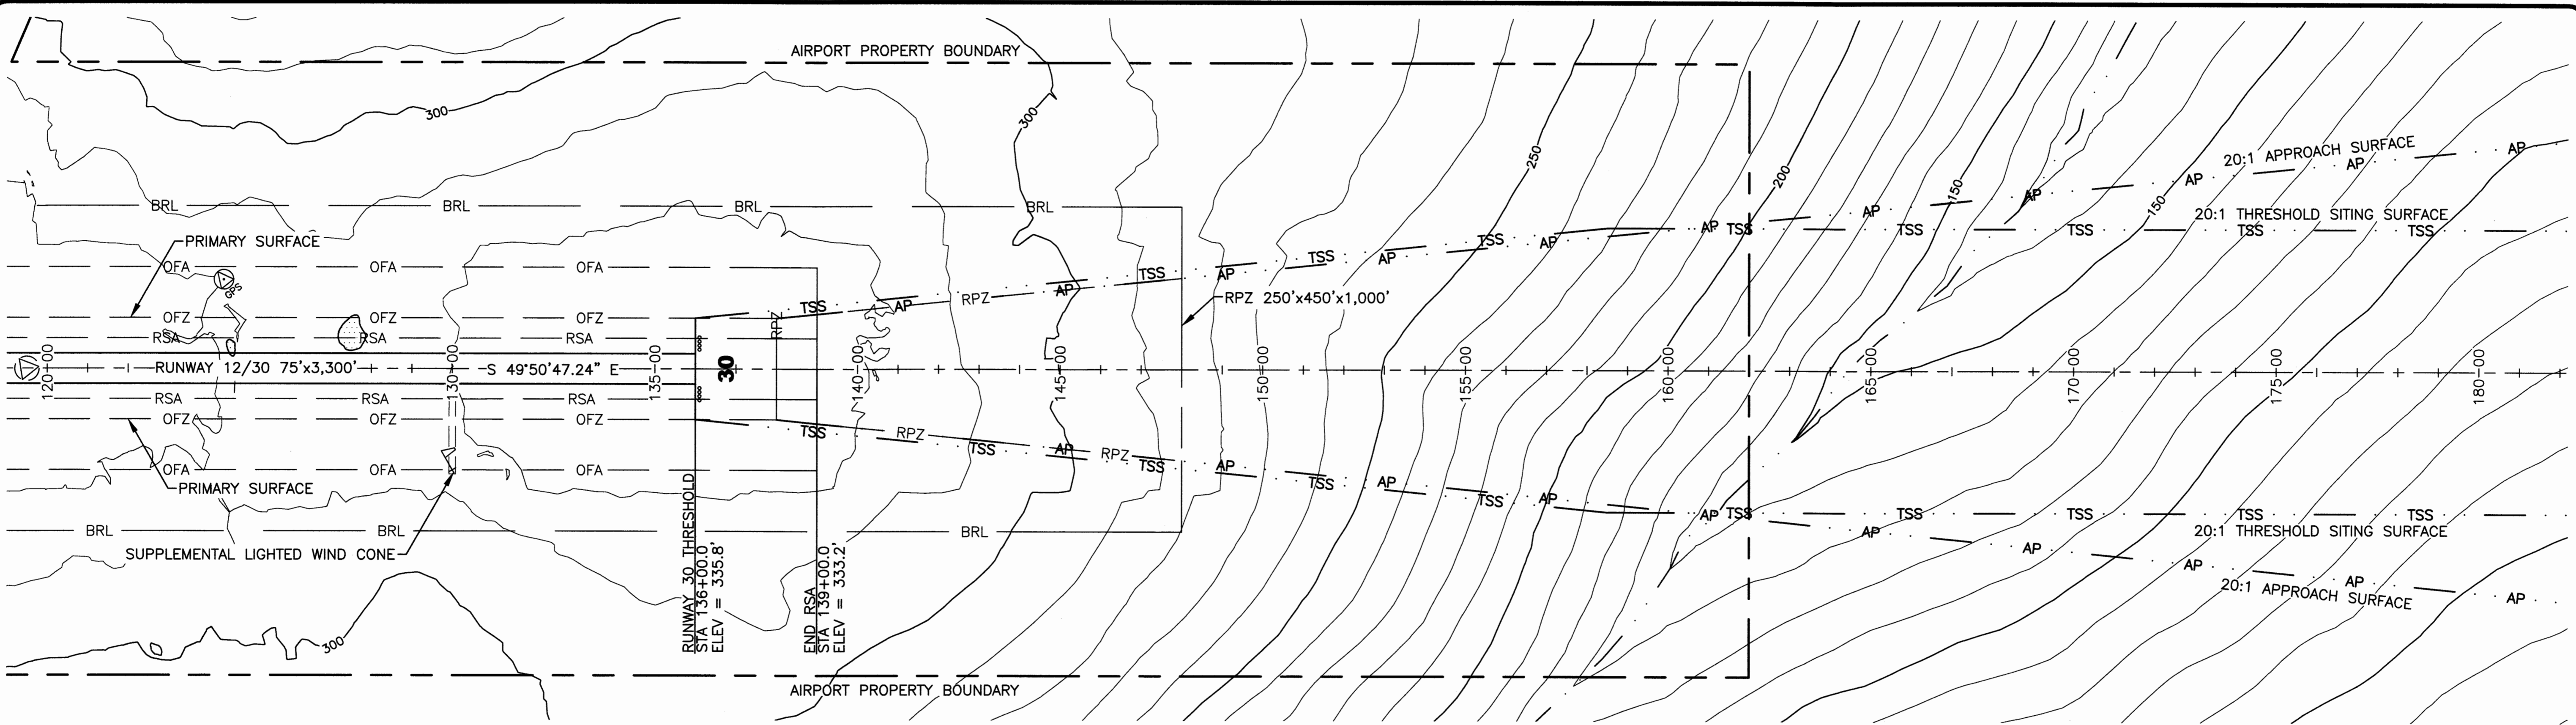 AIRPORT PROPERTY BOUNDARY
300
300
250
200
150
150
20:1 APPROACH SURFACE
AP AP AP AP AP AP AP AP AP AP AP
20:1 THRESHOLD SITING SURFACE
TSS TSS TSS TSS TSS TSS TSS TSS TSS
BRL BRL BRL BRL
PRIMARY SURFACE
OFA OFA OFA
GPS
OFZ OFZ OFZ
RSA RSA RSA
RPZ
RPZ
RPZ 250'x450'x1,000'
120+00
RUNWAY 12/30 75'x3,300'
130+00
S 49°50'47.24" E
135+00
30
140+00
145+00
150+00
155+00
160+00
165+00
170+00
175+00
180+00
RSA RSA RSA
OFZ OFZ OFZ
RPZ RPZ
OFA OFA OFA
PRIMARY SURFACE
TSS TSS TSS TSS TSS TSS TSS TSS TSS
20:1 THRESHOLD SITING SURFACE
AP AP AP AP AP AP AP AP AP AP
20:1 APPROACH SURFACE
BRL BRL BRL
SUPPLEMENTAL LIGHTED WIND CONE
RUNWAY 30 THRESHOLD
STA 136+00.0
ELEV = 335.8'
END RSA
STA 139+00.0
ELEV = 333.2'
300
AIRPORT PROPERTY BOUNDARY